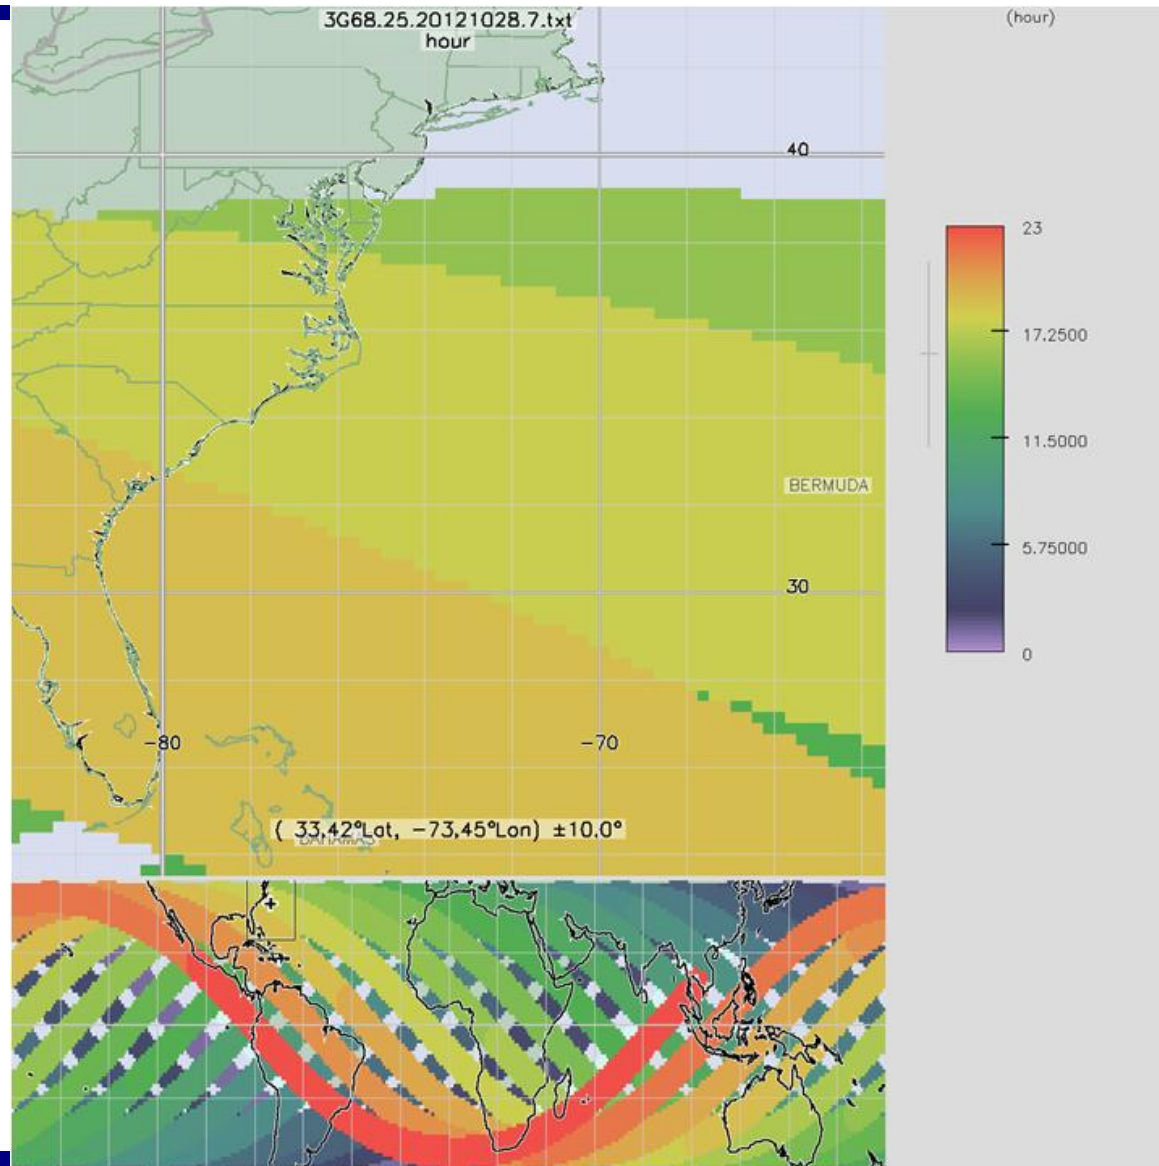 3G68.25.20121028.7.txt
hour
(hour)
40
23
17.2500
11.5000
BERMUDA
5.75000
30
0
-80
-70
( 33.42°Lat, -73.45°Lon) ±10.0°
BAHAMAS